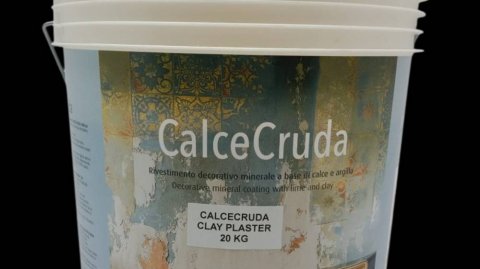 CalceCruda
Rivestimento decorativo minerale a base di calce e argilla
Decorative mineral coating with lime and clay
CALCECRUDA
CLAY PLASTER
20 KG